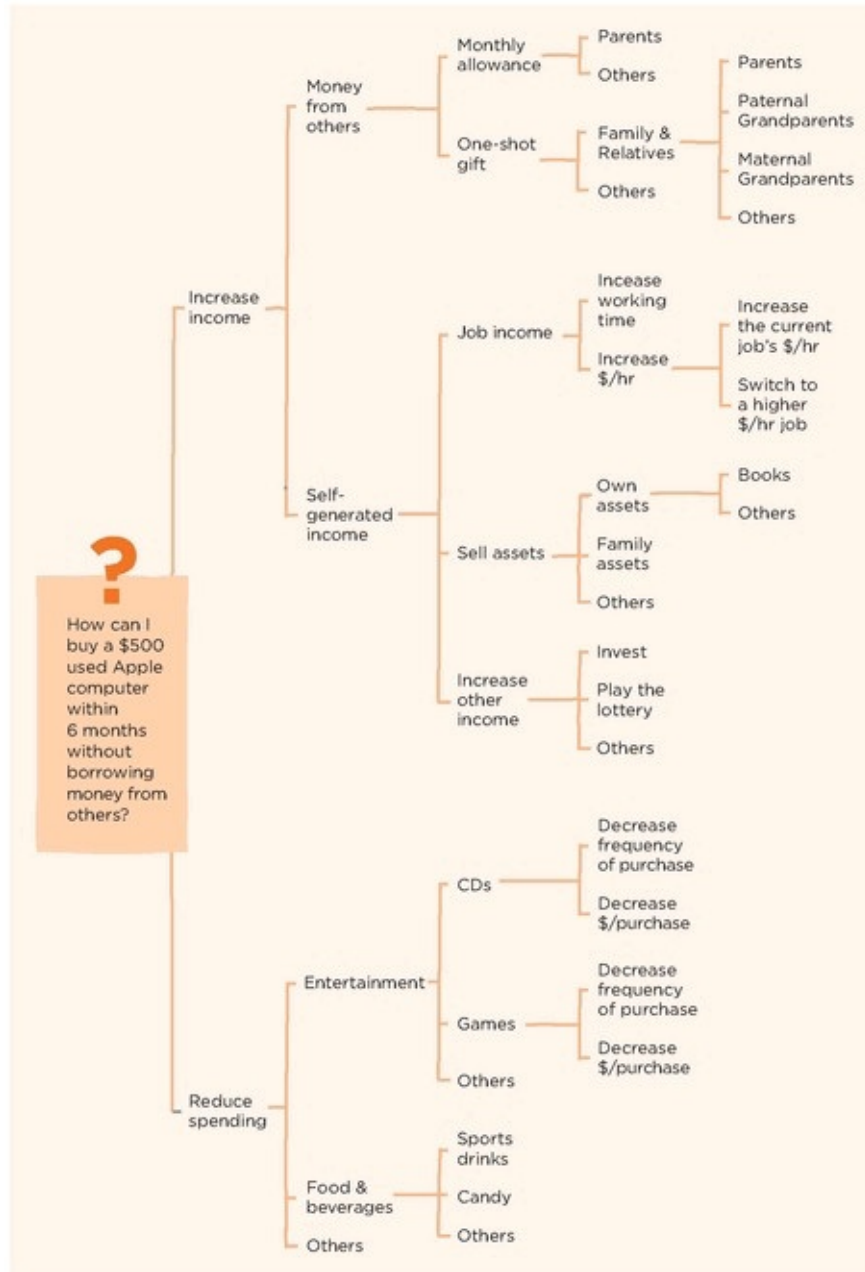 ?
How can I
buy a $500
used Apple
computer
within
6 months
without
borrowing
money from
others?
Increase
income
Money
from
others
Monthly
allowance
Parents
Others
One-shot
gift
Family &
Relatives
Parents
Paternal
Grandparents
Maternal
Grandparents
Others
Others
Self-
generated
income
Job income
Incease
working
time
Increase
$/hr
Increase
the current
job's $/hr
Switch to
a higher
$/hr job
Sell assets
Own
assets
Books
Others
Family
assets
Others
Increase
other
income
Invest
Play the
lottery
Others
Reduce
spending
Entertainment
CDs
Decrease
frequency
of purchase
Decrease
$/purchase
Games
Decrease
frequency
of purchase
Decrease
$/purchase
Others
Food &
beverages
Sports
drinks
Candy
Others
Others